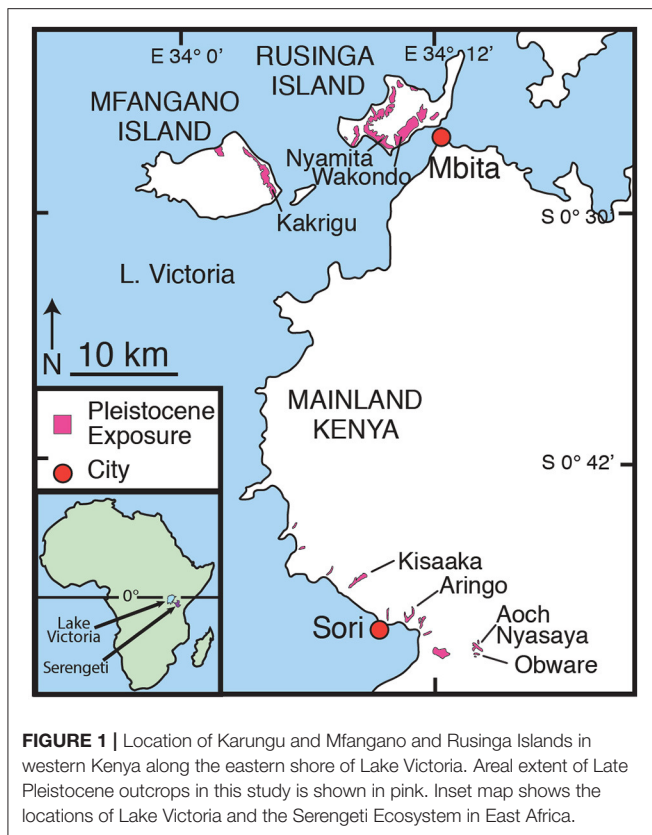 E 34° 0'
E 34° 12'
RUSINGA
ISLAND
MFANGANO
ISLAND
Nyamita
Wakondo
Mbita
Kakrigu
S 0° 30'
L. Victoria
N
10 km
MAINLAND
KENYA
Pleistocene
Exposure
City
S 0° 42'
Kisaaka
Aringo
Sori
Aoch
Nyasaya
Obware
0°
Lake
Victoria
Serengeti
FIGURE 1 | Location of Karungu and Mfangano and Rusinga Islands in
western Kenya along the eastern shore of Lake Victoria. Areal extent of Late
Pleistocene outcrops in this study is shown in pink. Inset map shows the
locations of Lake Victoria and the Serengeti Ecosystem in East Africa.